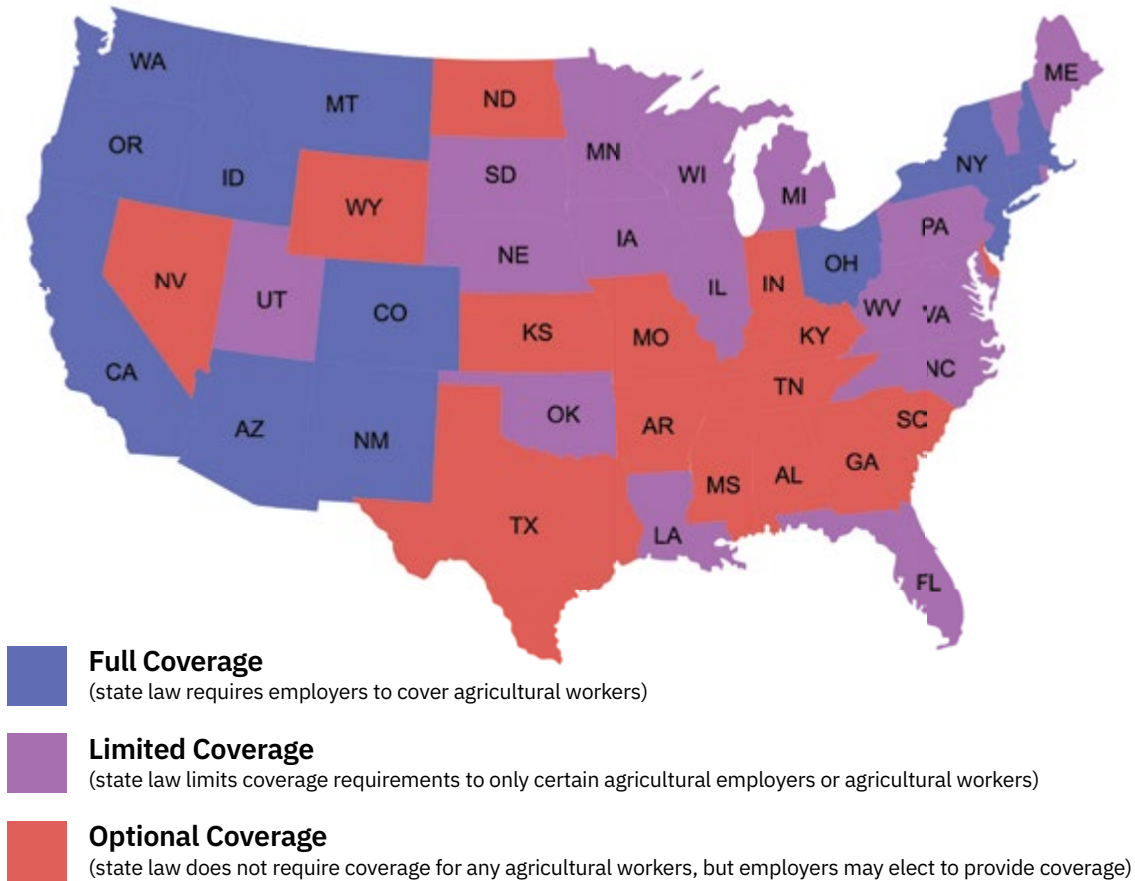 WA
ME
MT
ND
OR
MN
NY
ID
SD
WI
MI
WY
PA
IA
NE
OH
NV
IN
IL
UT
WV
VA
CO
KS
MO
KY
CA
NC
TN
OK
SC
AR
AZ
NM
GA
AL
MS
TX
LA
FL
Full Coverage
(state law requires employers to cover agricultural workers)
Limited Coverage
(state law limits coverage requirements to only certain agricultural employers or agricultural workers)
Optional Coverage
(state law does not require coverage for any agricultural workers, but employers may elect to provide coverage)